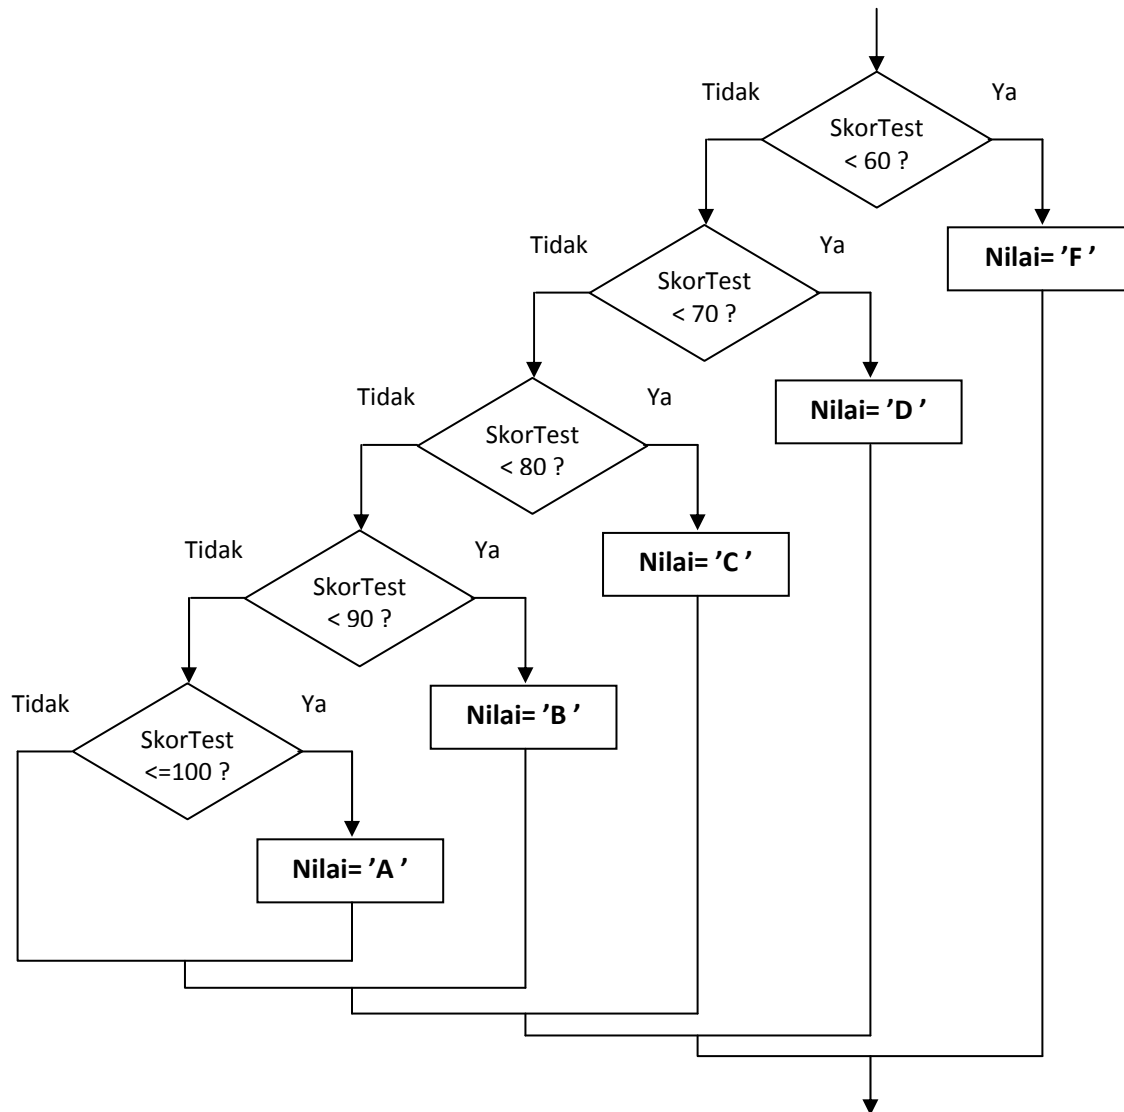 Tidak
Ya
SkorTest
< 60 ?
Tidak
Ya
Nilai= ’F ’
SkorTest
< 70 ?
Tidak
Ya
Nilai= ’D ’
SkorTest
< 80 ?
Tidak
Ya
Nilai= ’C ’
SkorTest
< 90 ?
Tidak
Ya
Nilai= ’B ’
SkorTest
<=100 ?
Nilai= ’A ’